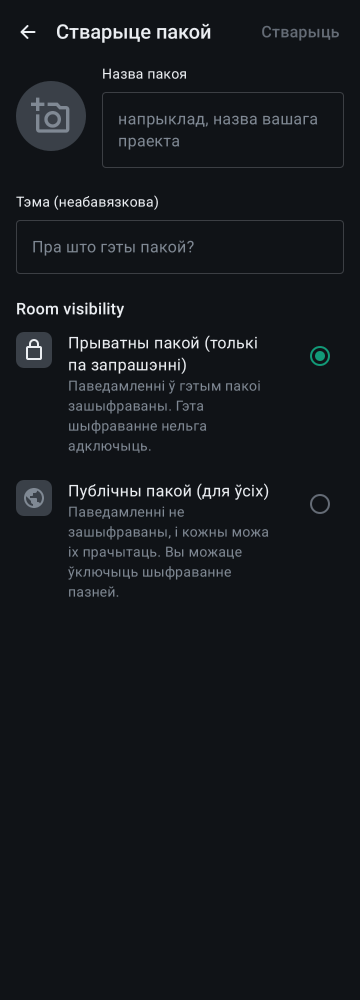 Стварыце пакой
Стварыць
Назва пакоя
напрыклад, назва вашага
праекта
Тэма (неабавязкова)
Пра што гэты пакой?
Room visibility
Прыватны пакой (толькі
па запрашэнні)
Паведамленні ў гэтым пакоі
зашыфраваны. Гэта
шыфраванне нельга
адключыць.
Публічны пакой (для ўсіх)
Паведамленні не
зашыфраваны, і кожны можа
іх прачытаць. Вы можаце
ўключыць шыфраванне
пазней.